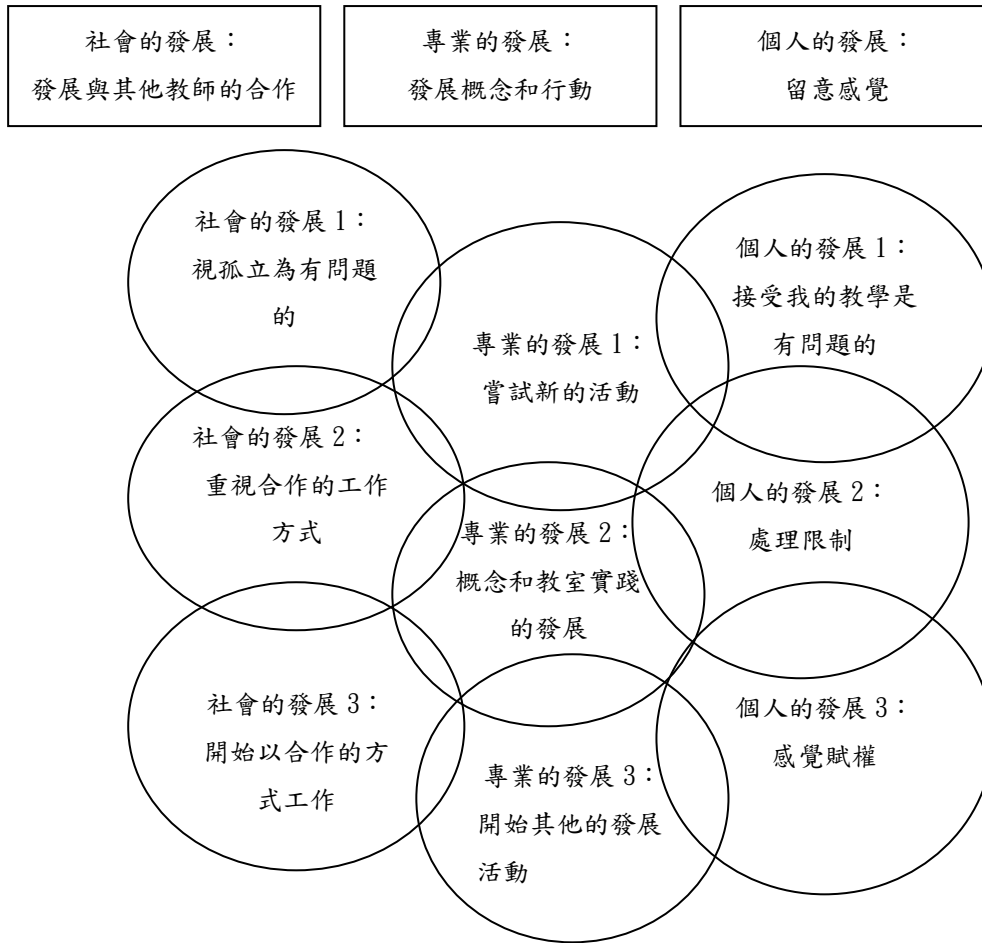 社會的發展：
發展與其他教師的合作
專業的發展：
發展概念和行動
個人的發展：
留意感覺
社會的發展 1：
視孤立為有問題
的
專業的發展 1：
嘗試新的活動
個人的發展 1：
接受我的教學是
有問題的
社會的發展 2：
重視合作的工作
方式
專業的發展 2：
概念和教室實踐
的發展
個人的發展 2：
處理限制
社會的發展 3：
開始以合作的方
式工作
專業的發展 3：
開始其他的發展
活動
個人的發展 3：
感覺賦權